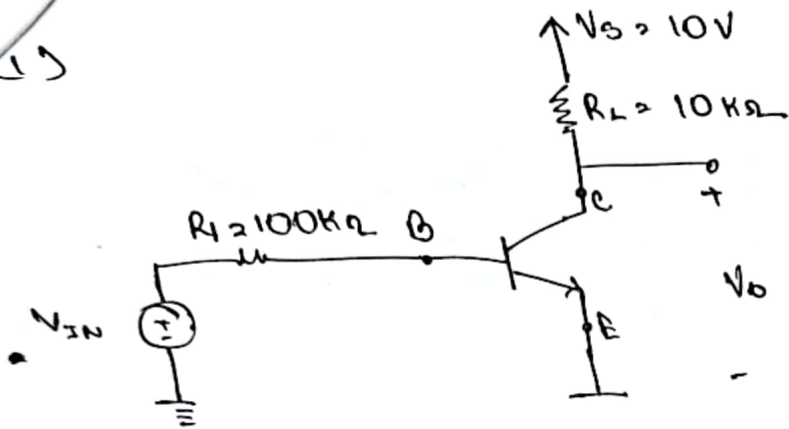 1)
VS = 10V
RL = 10KΩ
C
+
R1 = 100KΩ B
VO
VIN
+
-
E
-